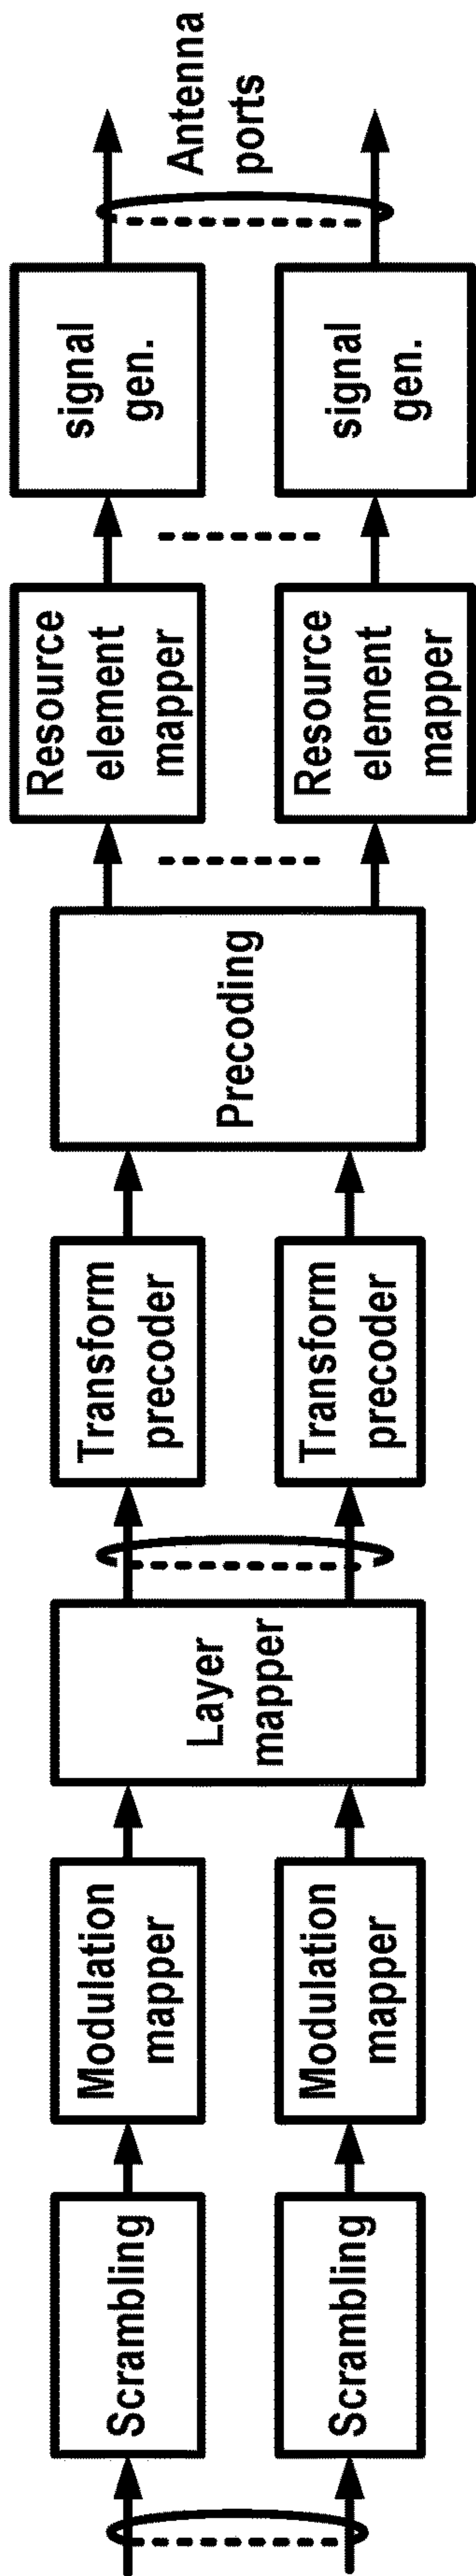 Scrambling
Modulation
mapper
Scrambling
Modulation
mapper
Layer
mapper
Transform
precoder
Transform
precoder
Precoding
Resource
element
mapper
Resource
element
mapper
signal
gen.
signal
gen.
Antenna
ports